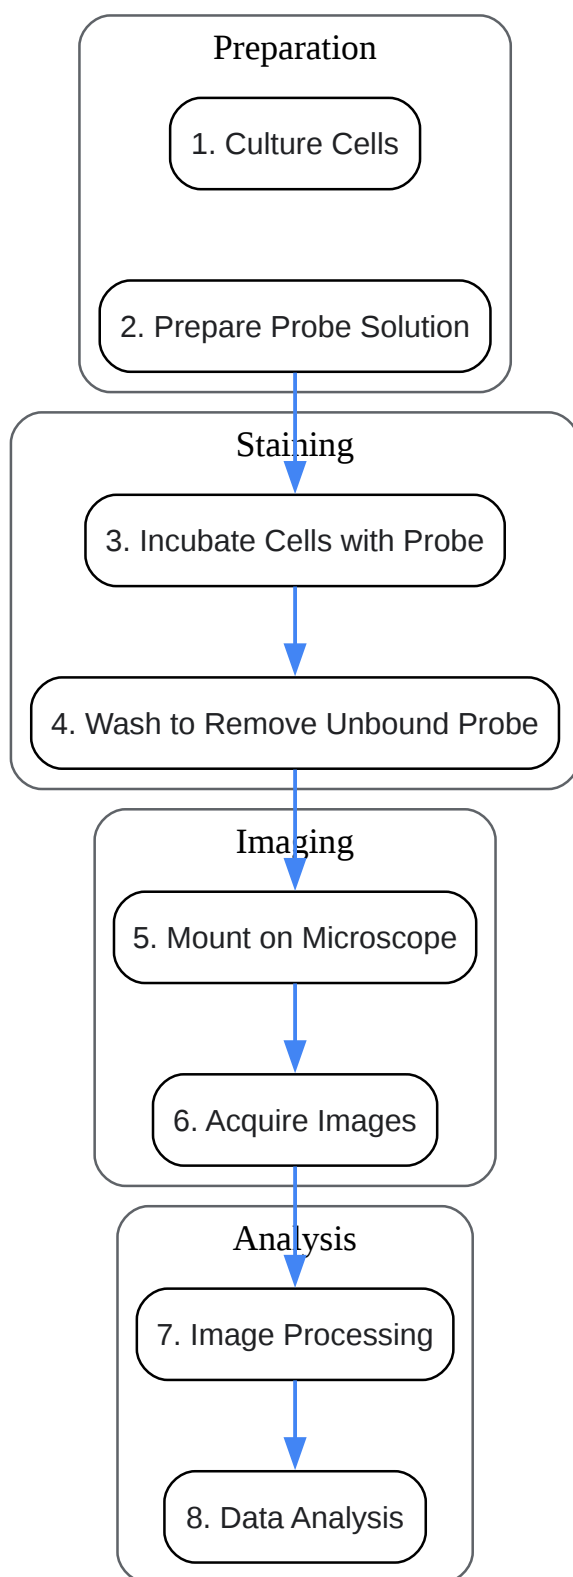 Preparation
1. Culture Cells
2. Prepare Probe Solution
Staining
3. Incubate Cells with Probe
4. Wash to Remove Unbound Probe
Imaging
5. Mount on Microscope
6. Acquire Images
Analysis
7. Image Processing
8. Data Analysis